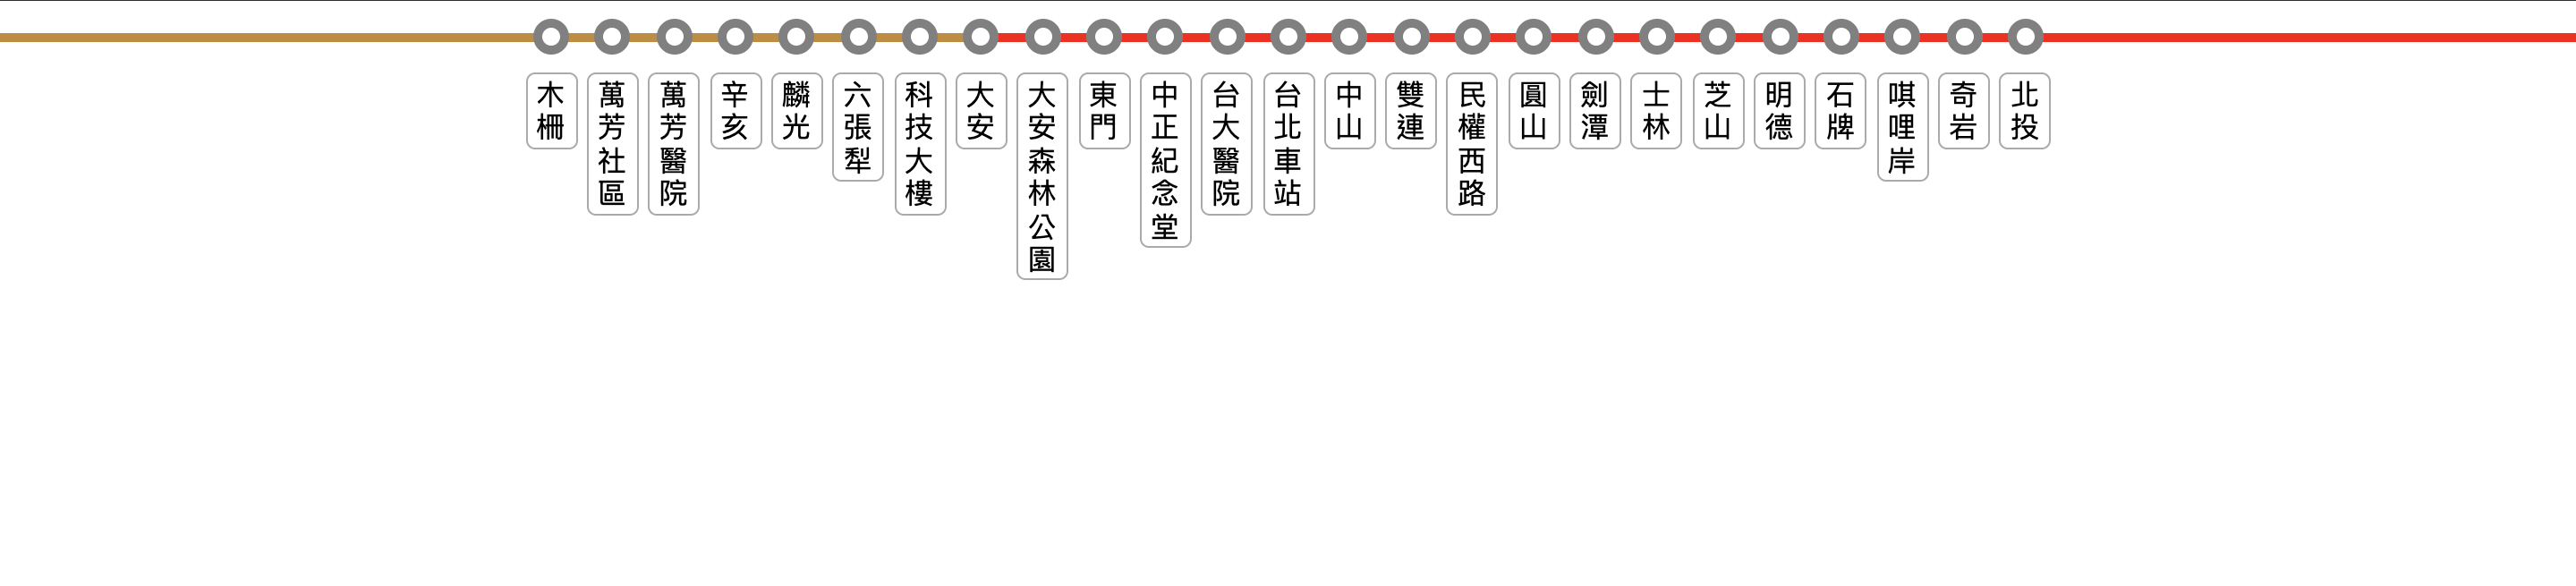 木柵
萬芳社區
萬芳醫院
辛亥
麟光
六張犁
科技大樓
大安
大安森林公園
東門
中正紀念堂
台大醫院
台北車站
中山
雙連
民權西路
圓山
劍潭
士林
芝山
明德
石牌
唭哩岸
奇岩
北投